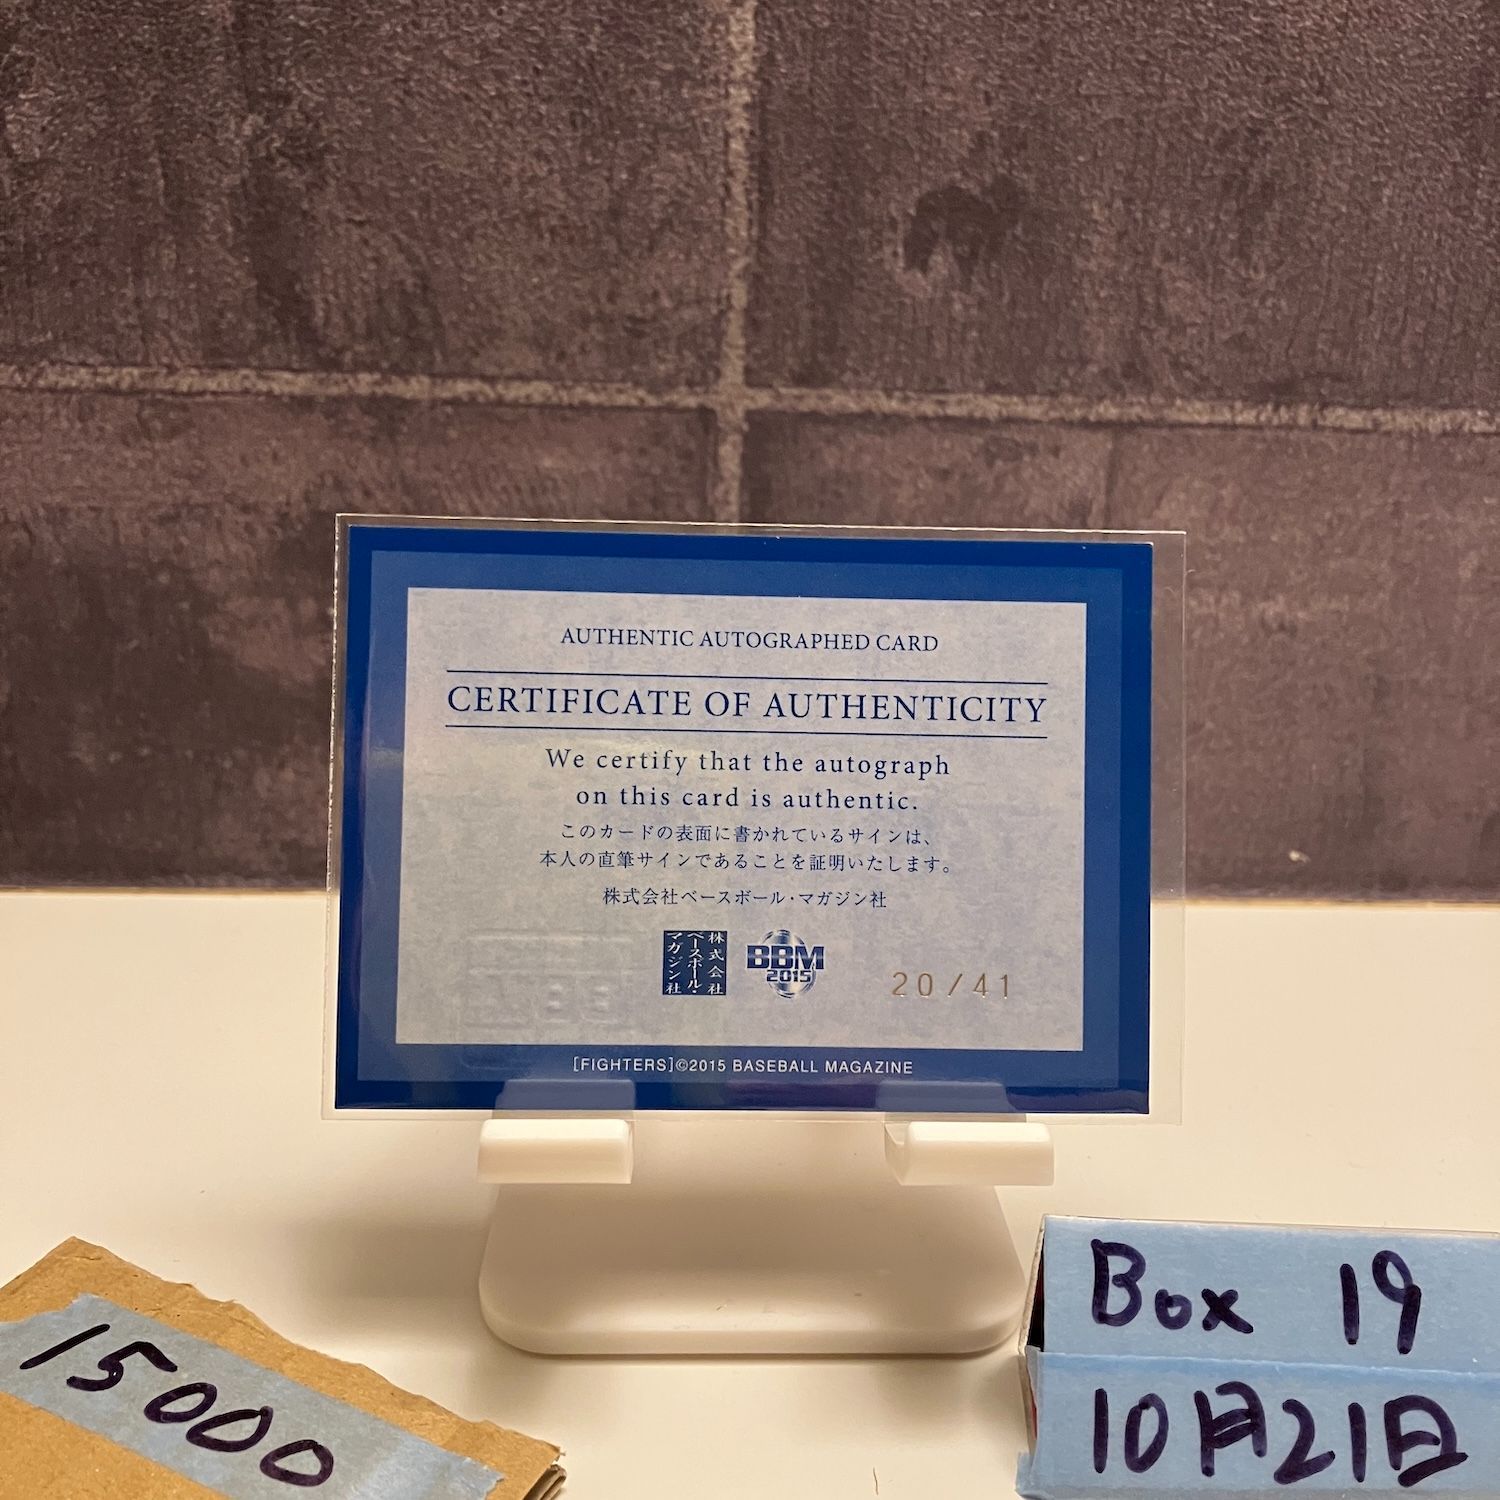 AUTHENTIC AUTOGRAPHED CARD
CERTIFICATE OF AUTHENTICITY
We certify that the autograph
on this card is authentic.
このカードの表面に書かれているサインは、
本人の直筆サインであることを証明いたします。
株式会社ベースボール・マガジン社
株式会社
ベースボール・
マガジン社
BBM
2015
20/41
[FIGHTERS]©2015 BASEBALL MAGAZINE
15000
Box 19
10月21日